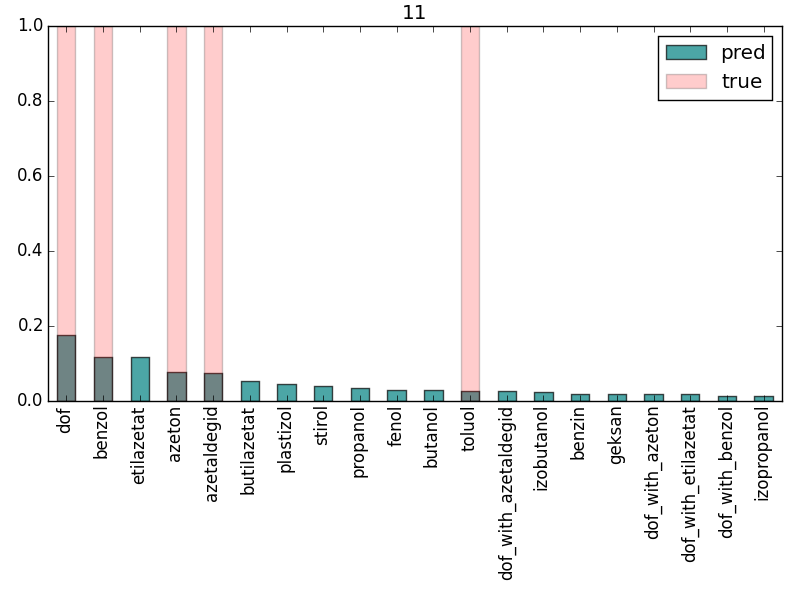 11
1.0
0.8
0.6
0.4
0.2
0.0
pred
true
dof
benzol
etilazetat
azeton
azetaldegid
butilazetat
plastizol
stirol
propanol
fenol
butanol
toluol
dof_with_azetaldegid
izobutanol
benzin
geksan
dof_with_azeton
dof_with_etilazetat
dof_with_benzol
izopropanol